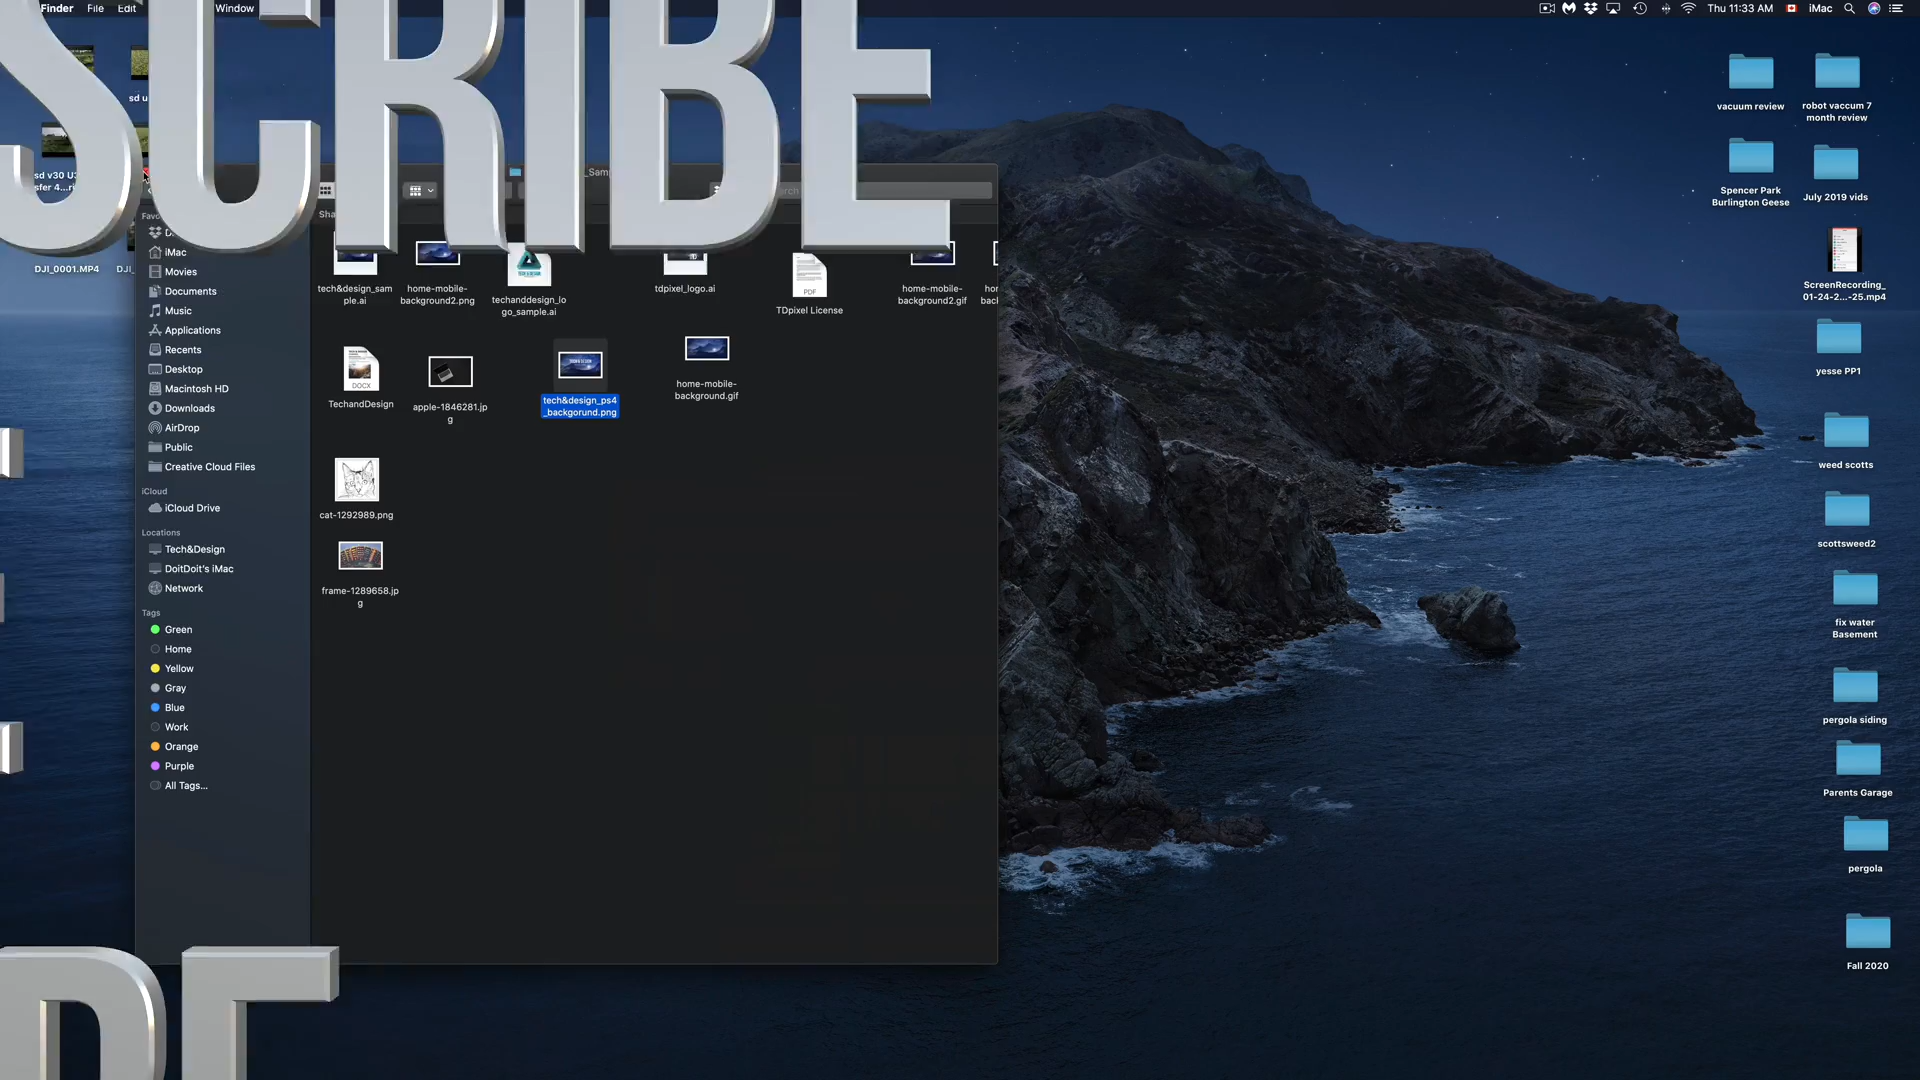 Finder File Edit Window
Thu 11:33 AM iMac
SCRIBE
iMac
Movies
Documents
Music
Applications
Recents
Desktop
Macintosh HD
Downloads
AirDrop
Public
Creative Cloud Files
iCloud
iCloud Drive
Locations
Tech&Design
DoitDoit's iMac
Network
Tags
Green
Home
Yellow
Gray
Blue
Work
Orange
Purple
All Tags...
tech&design_sam
ple.ai
home-mobile-
background2.png
techanddesign_lo
go_sample.ai
tdpixel_logo.ai
PDF
TDpixel License
home-mobile-
background2.gif
DOCX
TechandDesign
apple-1846281.jp
g
tech&design_ps4
_backgorund.png
home-mobile-
background.gif
cat-1292989.png
frame-1289658.jp
g
DJI_0001.MP4
vacuum review
robot vaccum 7
month review
Spencer Park
Burlington Geese
July 2019 vids
ScreenRecording_
01-24-2...-25.mp4
yesse PP1
weed scotts
scottsweed2
fix water
Basement
pergola siding
Parents Garage
pergola
Fall 2020